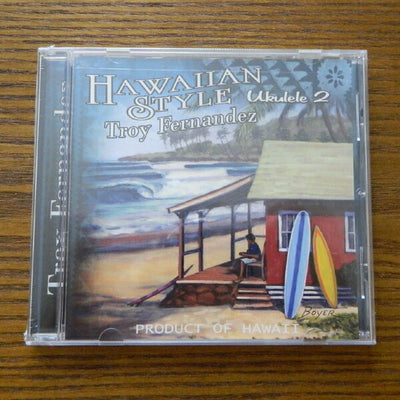 HAWAIIAN
STYLE Ukulele 2
Troy Fernandez
Troy Fernandez
BOYER
PRODUCT OF HAWAII